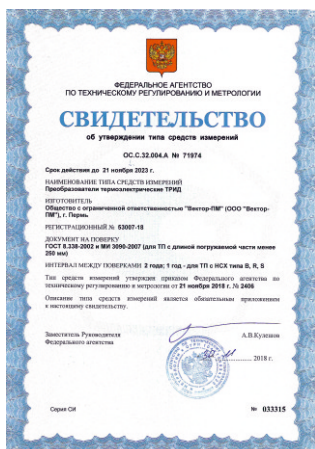 ФЕДЕРАЛЬНОЕ АГЕНТСТВО
ПО ТЕХНИЧЕСКОМУ РЕГУЛИРОВАНИЮ И МЕТРОЛОГИИ
СВИДЕТЕЛЬСТВО
об утверждении типа средств измерений
ОС.С.32.004.А № 71974
Срок действия до 21 ноября 2023 г.
НАИМЕНОВАНИЕ ТИПА СРЕДСТВ ИЗМЕРЕНИЙ
Преобразователи термоэлектрические ТРИД
ИЗГОТОВИТЕЛЬ
Общество с ограниченной ответственностью "Вектор-ПМ" (ООО "Вектор-
ПМ"), г. Пермь
РЕГИСТРАЦИОННЫЙ № 53007-18
ДОКУМЕНТ НА ПОВЕРКУ
ГОСТ 8.338-2002 и МИ 3090-2007 (для ТП с длиной погружаемой части менее
250 мм)
ИНТЕРВАЛ МЕЖДУ ПОВЕРКАМИ 2 года; 1 год - для ТП с НСХ типа B, R, S
Тип средств измерений утвержден приказом Федерального агентства по
техническому регулированию и метрологии от 21 ноября 2018 г. № 2406
Описание типа средств измерений является обязательным приложением
к настоящему свидетельству.
Заместитель Руководителя
Федерального агентства
А.В.Кулешов
11 2018 г.
Серия СИ
№ 033315